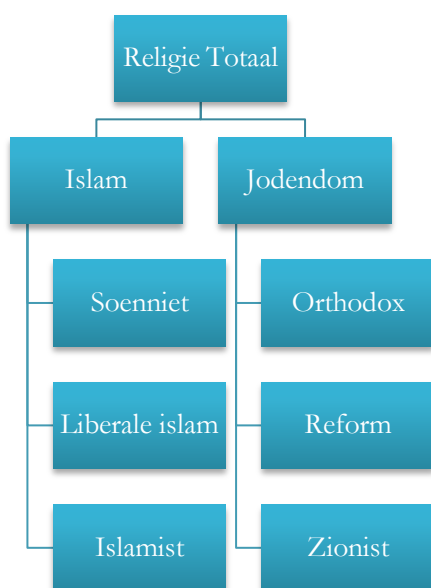 Religie Totaal
Islam
Jodendom
Soenniet
Orthodox
Liberale islam
Reform
Islamist
Zionist